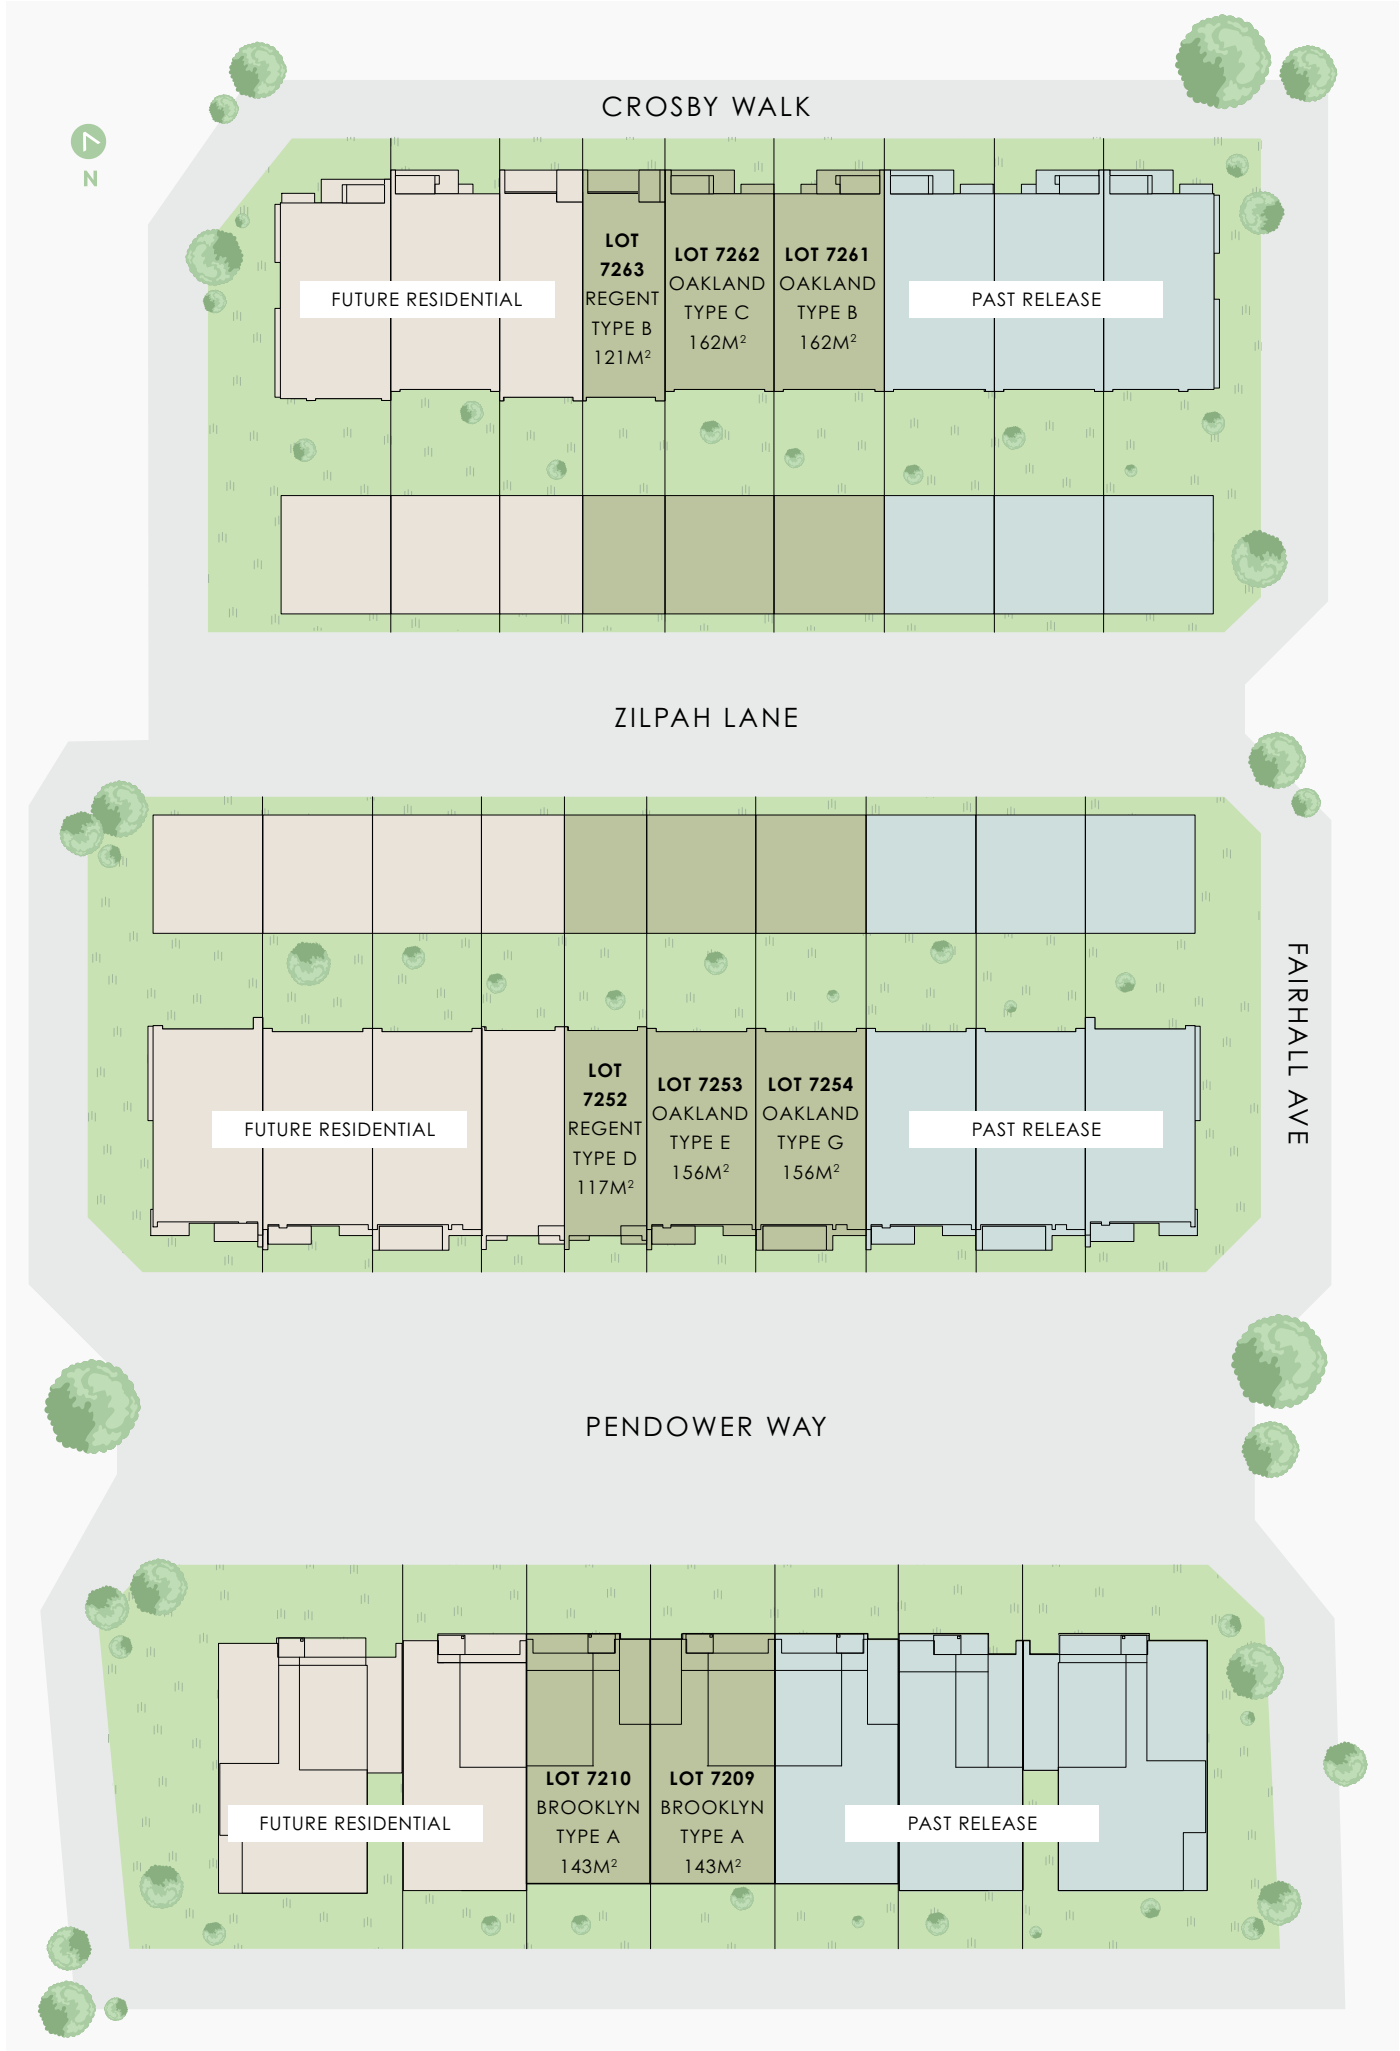 CROSBY WALK
N
LOT
7263
REGENT
TYPE B
121M²
LOT 7262
OAKLAND
TYPE C
162M²
LOT 7261
OAKLAND
TYPE B
162M²
FUTURE RESIDENTIAL
PAST RELEASE
ZILPAH LANE
FAIRHALL AVE
LOT
7252
REGENT
TYPE D
117M²
LOT 7253
OAKLAND
TYPE E
156M²
LOT 7254
OAKLAND
TYPE G
156M²
FUTURE RESIDENTIAL
PAST RELEASE
PENDOWER WAY
LOT 7210
BROOKLYN
TYPE A
143M²
LOT 7209
BROOKLYN
TYPE A
143M²
FUTURE RESIDENTIAL
PAST RELEASE